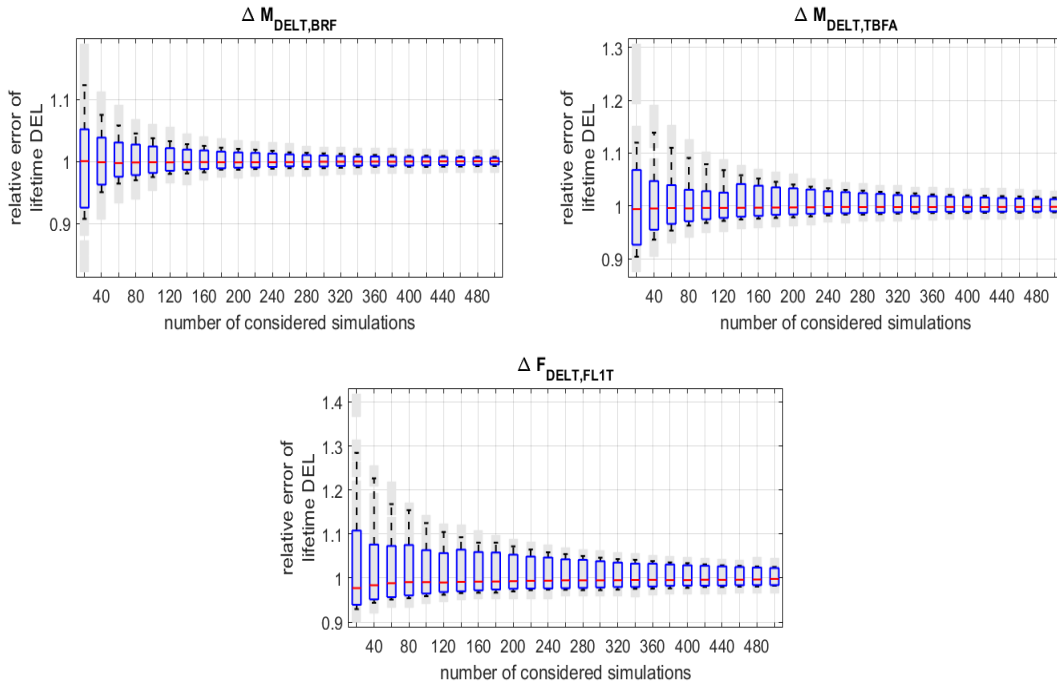 Δ M_DELT,BRF
relative error of
lifetime DEL
1.1
1
0.9
40 80 120 160 200 240 280 320 360 400 440 480
number of considered simulations
Δ M_DELT,TBFA
relative error of
lifetime DEL
1.3
1.2
1.1
1
0.9
40 80 120 160 200 240 280 320 360 400 440 480
number of considered simulations
Δ F_DELT,FL1T
relative error of
lifetime DEL
1.4
1.3
1.2
1.1
1
0.9
40 80 120 160 200 240 280 320 360 400 440 480
number of considered simulations